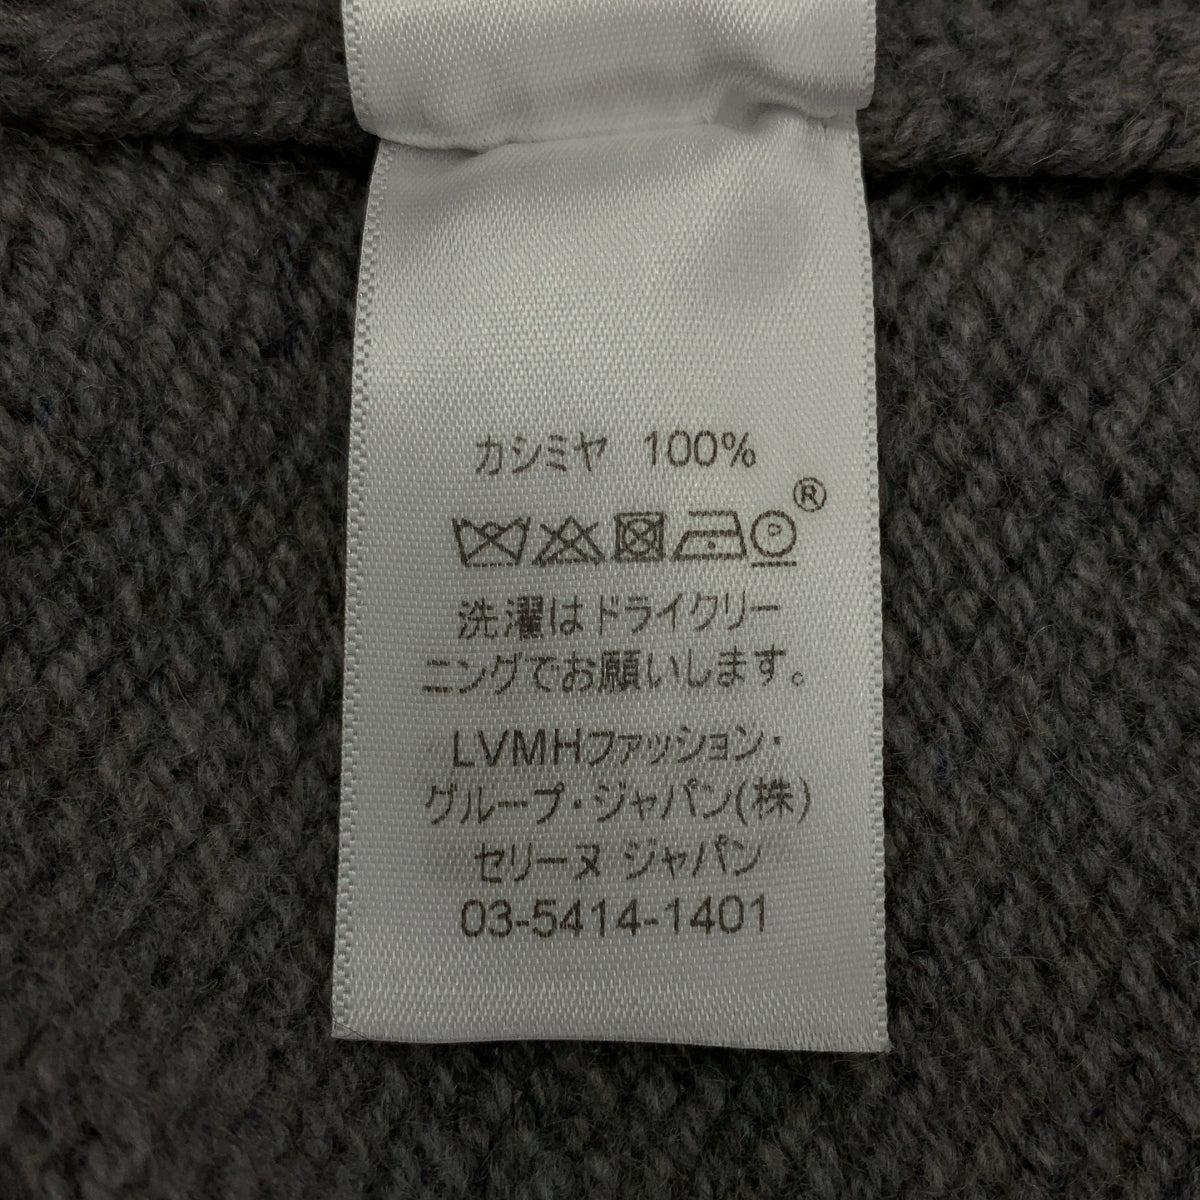 カシミヤ 100%
®
P
洗濯はドライクリー
ニングでお願いします。
LVMHファッション・
グループ・ジャパン(株)
セリーヌ ジャパン
03-5414-1401